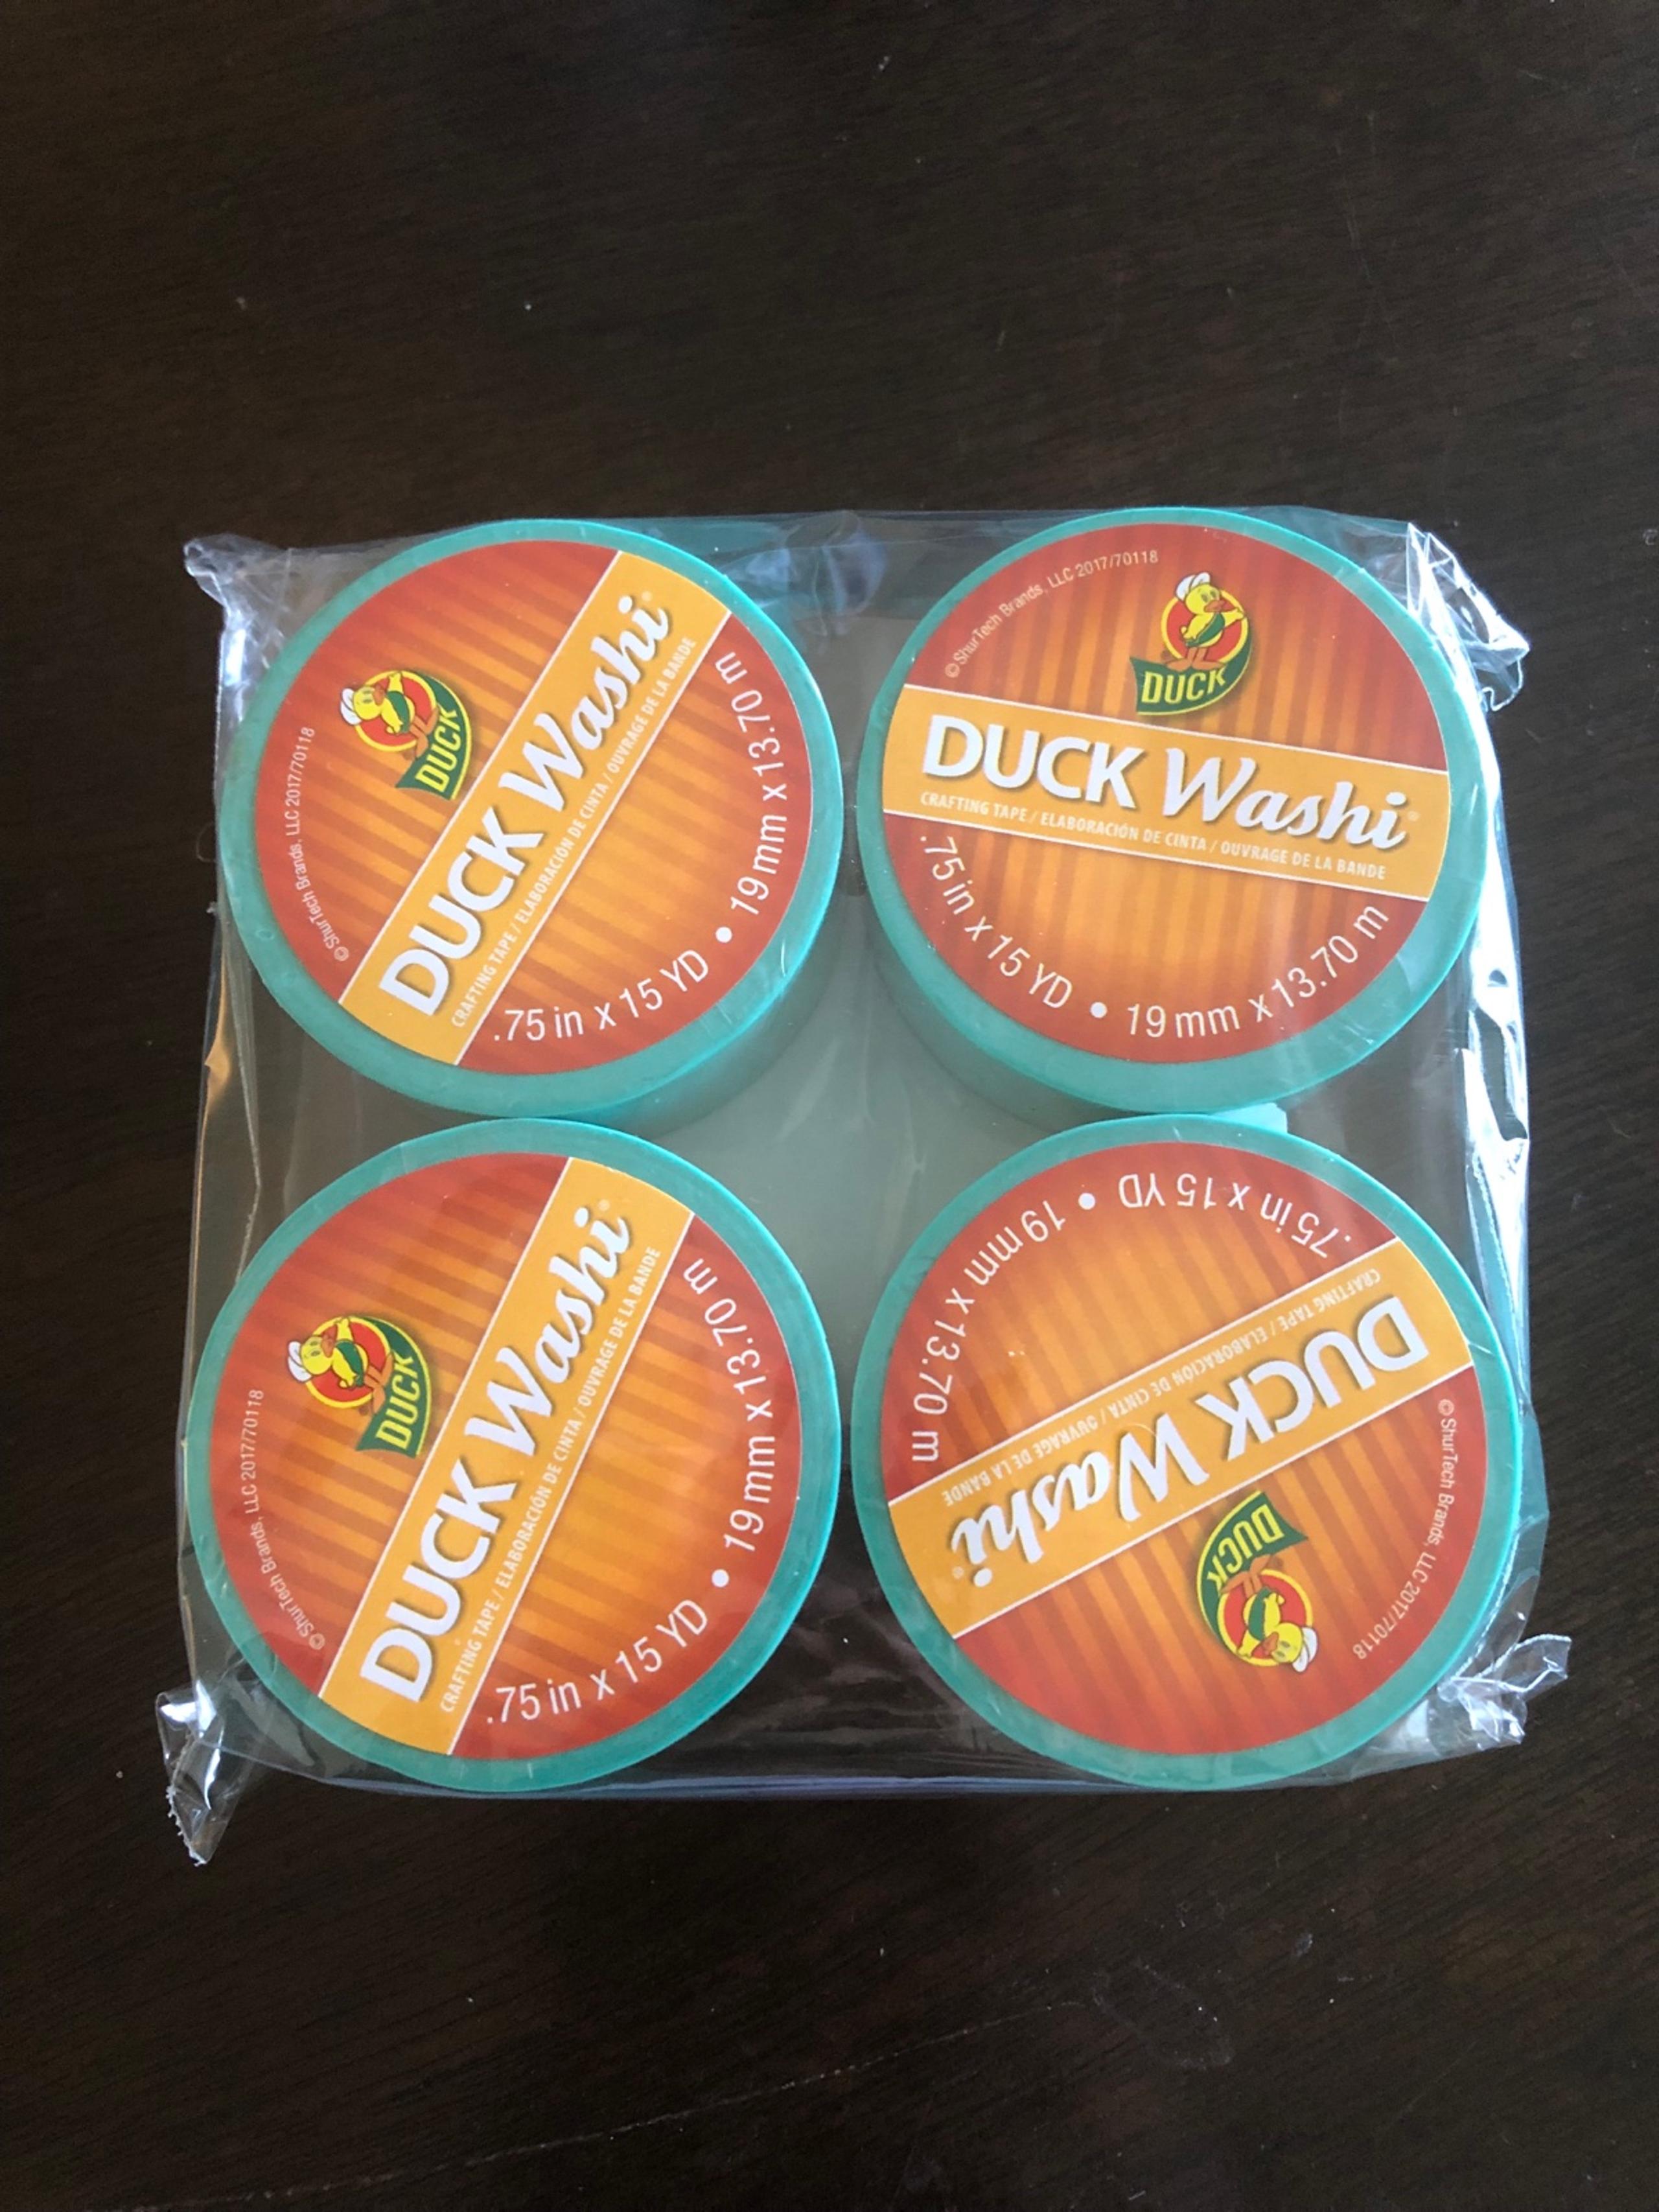 © ShurTech Brands, LLC 2017/70118
DUCK
DUCK Washi®
CRAFTING TAPE / ELABORACIÓN DE CINTA / OUVRAGE DE LA BANDE
.75 in x 15 YD • 19 mm x 13.70 m
© ShurTech Brands, LLC 2017/70118
DUCK
DUCK Washi®
CRAFTING TAPE / ELABORACIÓN DE CINTA / OUVRAGE DE LA BANDE
.75 in x 15 YD • 19 mm x 13.70 m
© ShurTech Brands, LLC 2017/70118
DUCK
DUCK Washi®
CRAFTING TAPE / ELABORACIÓN DE CINTA / OUVRAGE DE LA BANDE
.75 in x 15 YD • 19 mm x 13.70 m
© ShurTech Brands, LLC 2017/70118
DUCK
DUCK Washi®
CRAFTING TAPE / ELABORACIÓN DE CINTA / OUVRAGE DE LA BANDE
.75 in x 15 YD • 19 mm x 13.70 m